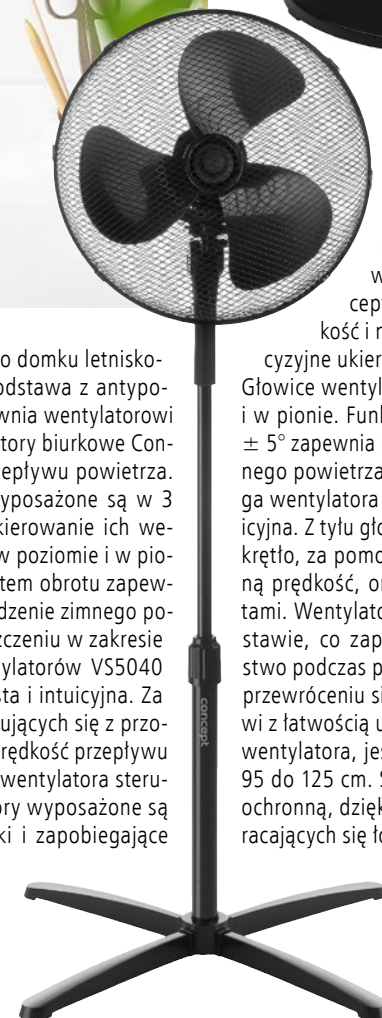 o domku letnisko-
odstawa z antypo-
wnia wentylatorowi
tory biurkowe Con-
epływu powietrza.
yposażone są w 3
kierowanie ich we-
w poziomie i w pio-
tem obrotu zapew-
dzenie zimnego po-
zczeniu w zakresie
ylatorów VS5040
sta i intuicyjna. Za
ujących się z przo-
rędkość przepływu
wentylatora steru-
ory wyposażone są
ki i zapobiegające
concept
w
cep
kość i n
cyzyjne ukier
Głowice wentyla
i w pionie. Funk
± 5° zapewnia
nego powietrza
ga wentylatora
icyjna. Z tyłu gło
krętło, za pomo
ną prędkość, or
tami. Wentylato
stawie, co zap
stwo podczas p
przewróceniu si
wi z łatwością u
wentylatora, jes
95 do 125 cm. S
ochronną, dzięk
racających się ło